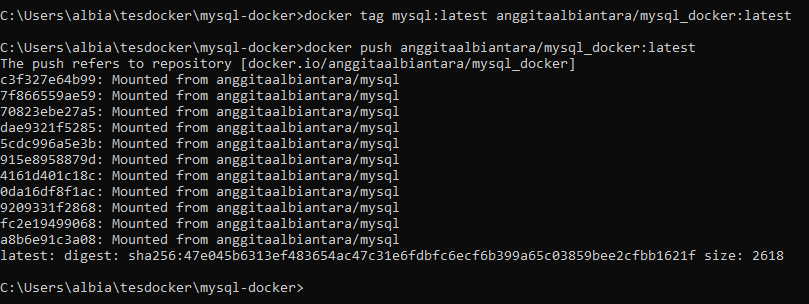 C:\Users\albia\tesdocker\mysql-docker>docker tag mysql:latest anggitaalbiantara/mysql_docker:latest
C:\Users\albia\tesdocker\mysql-docker>docker push anggitaalbiantara/mysql_docker:latest
The push refers to repository [docker.io/anggitaalbiantara/mysql_docker]
c3f327e64b99: Mounted from anggitaalbiantara/mysql
7f866559ae59: Mounted from anggitaalbiantara/mysql
70823ebe27a5: Mounted from anggitaalbiantara/mysql
dae9321f5285: Mounted from anggitaalbiantara/mysql
5cdc996a5e3b: Mounted from anggitaalbiantara/mysql
915e8958879d: Mounted from anggitaalbiantara/mysql
4161d401c18c: Mounted from anggitaalbiantara/mysql
0da16df8f1ac: Mounted from anggitaalbiantara/mysql
9209331f2868: Mounted from anggitaalbiantara/mysql
fc2e19499068: Mounted from anggitaalbiantara/mysql
a8b6e91c3a08: Mounted from anggitaalbiantara/mysql
latest: digest: sha256:47e045b6313ef483654ac47c31e6fdbfc6ecf6b399a65c03859bee2cfbb1621f size: 2618
C:\Users\albia\tesdocker\mysql-docker>